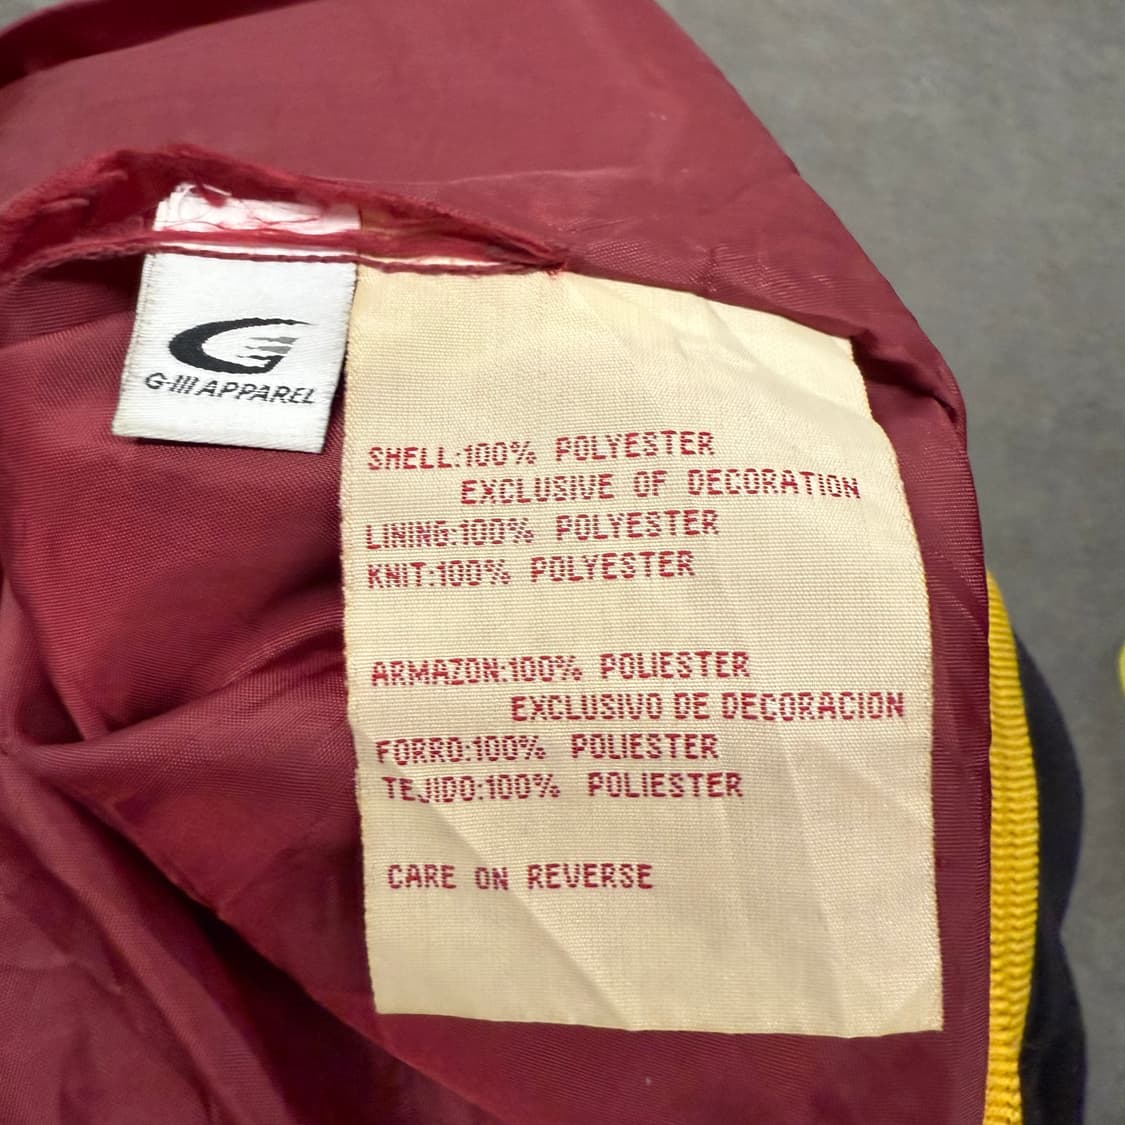 G-III APPAREL
SHELL:100% POLYESTER
EXCLUSIVE OF DECORATION
LINING:100% POLYESTER
KNIT:100% POLYESTER
ARMAZON:100% POLIESTER
EXCLUSIVO DE DECORACION
FORRO:100% POLIESTER
TEJIDO:100% POLIESTER
CARE ON REVERSE